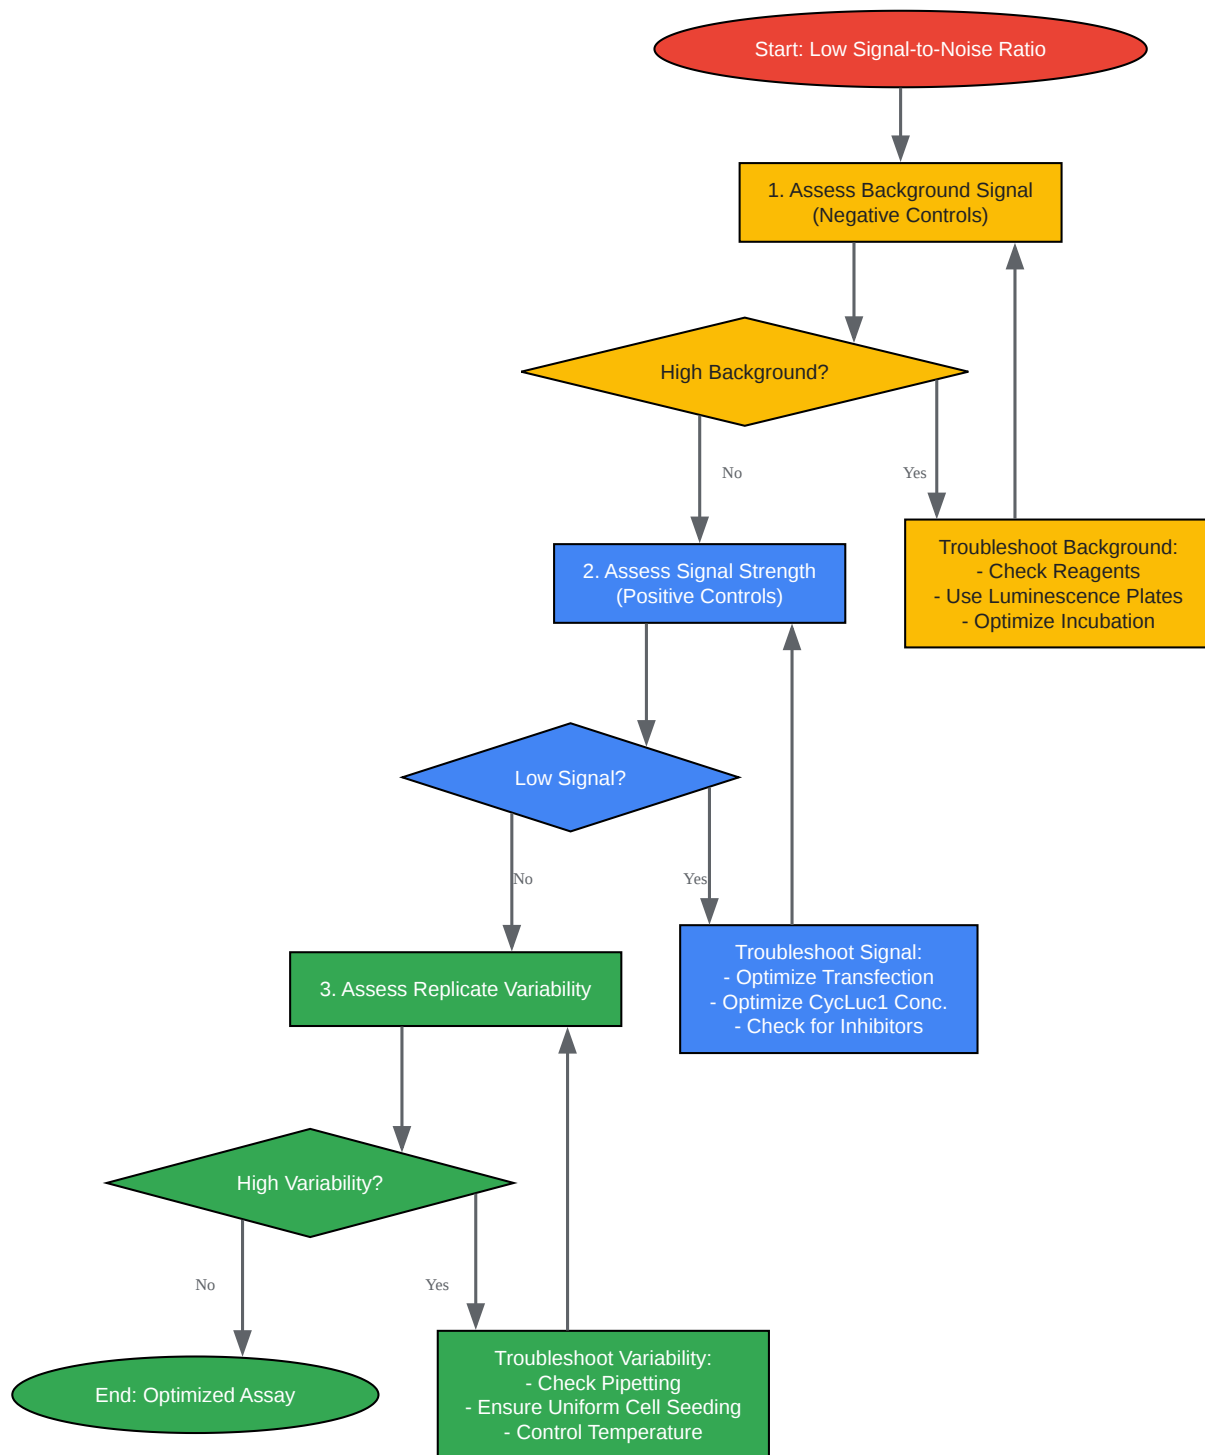 Start: Low Signal-to-Noise Ratio
1. Assess Background Signal
(Negative Controls)
High Background?
No
Yes
Troubleshoot Background:
- Check Reagents
- Use Luminescence Plates
- Optimize Incubation
2. Assess Signal Strength
(Positive Controls)
Low Signal?
No
Yes
Troubleshoot Signal:
- Optimize Transfection
- Optimize CycLuc1 Conc.
- Check for Inhibitors
3. Assess Replicate Variability
High Variability?
No
Yes
Troubleshoot Variability:
- Check Pipetting
- Ensure Uniform Cell Seeding
- Control Temperature
End: Optimized Assay